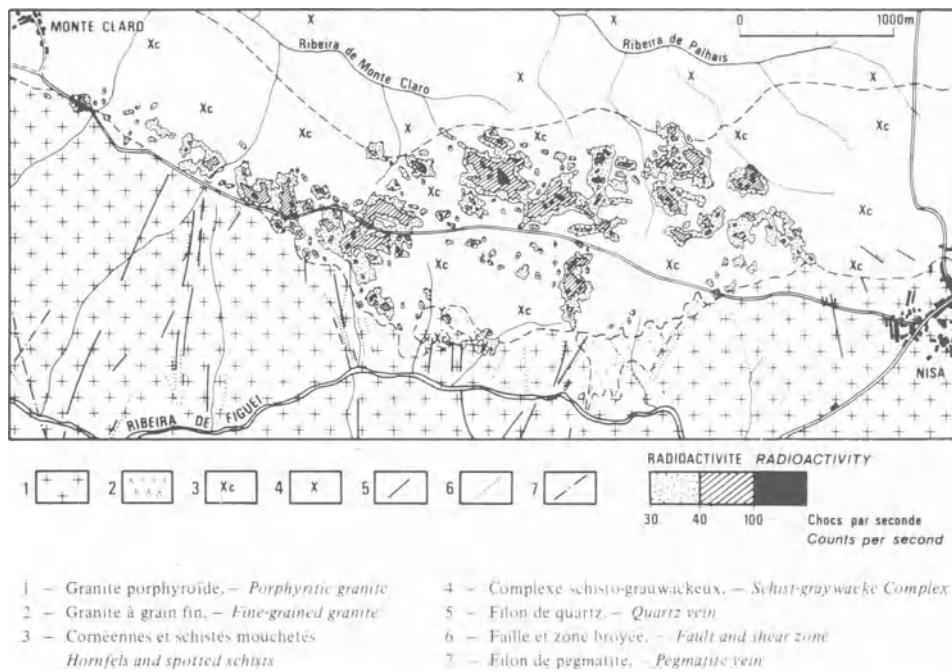 MONTE CLARO
X
0 1000m
Xc
Ribeira de Monte Claro
Ribeira de Palhais
X
X
X
X
Xc
Xc
X
Xc
Xc
Xc
Xc
Xc
Xc
Xc
Xc
Xc
Xc
NISA
RIBEIRA DE FIGUEI
1 2 3 Xc 4 X 5 6 7
RADIOACTIVITE RADIOACTIVITY
30 40 100 Chocs par seconde
Counts per second
1 – Granite porphyroïde. – Porphyritic granite
2 – Granite à grain fin. – Fine-grained granite
3 – Cornéennes et schistes mouchetés
Hornfels and spotted schists
4 – Complexe schisto-grauwackeux. – Schist-graywacke Complex
5 – Filon de quartz. – Quartz vein
6 – Faille et zone broyée. – Fault and shear zone
7 – Filon de pegmatite. – Pegmatite vein